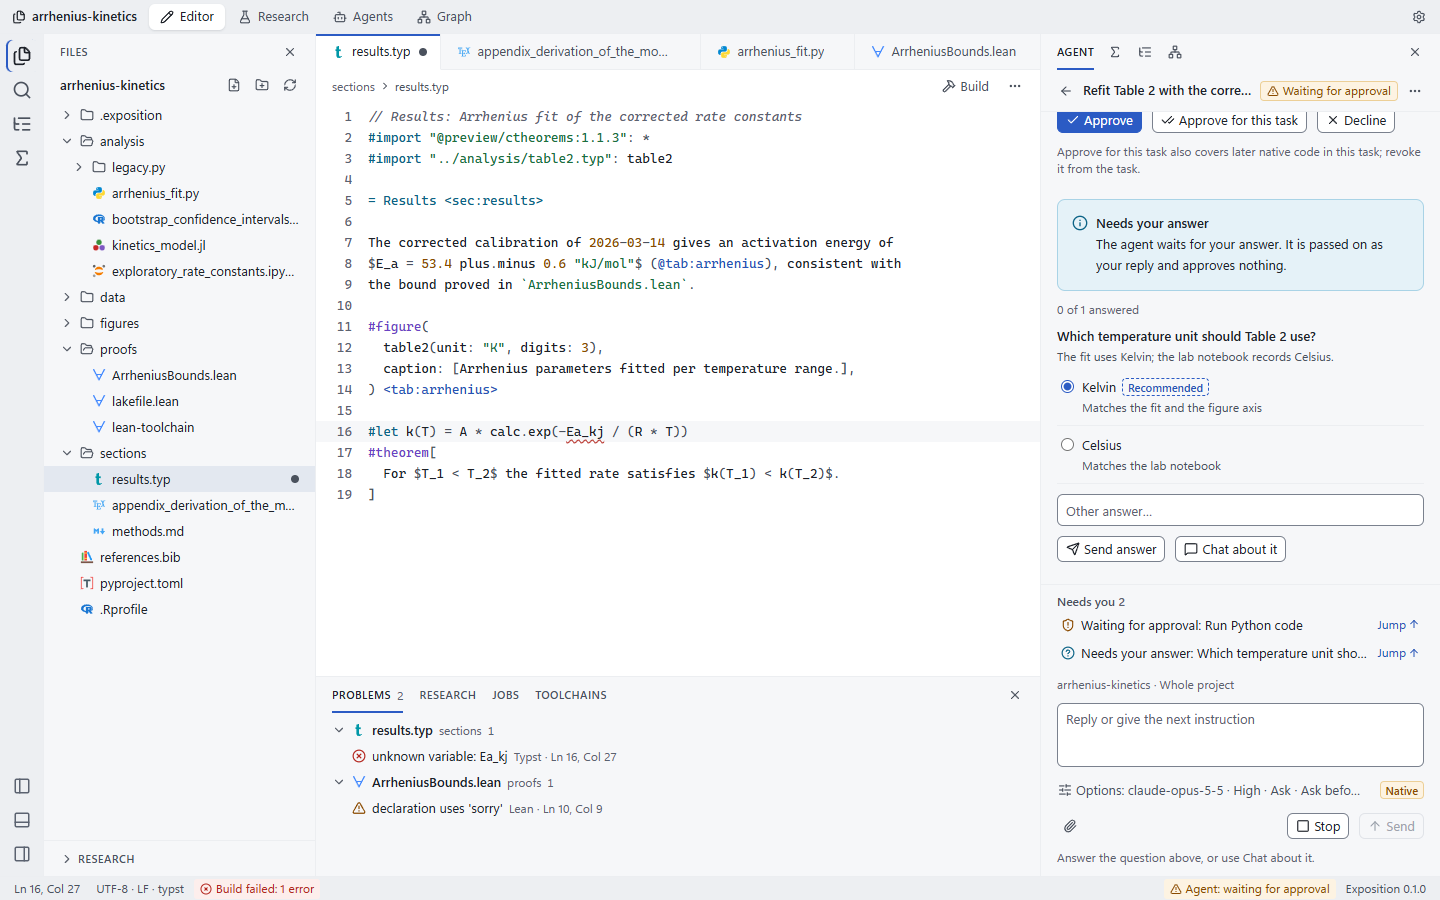 arrhenius-kinetics
Editor
Research
Agents
Graph
FILES
arrhenius-kinetics
.exposition
analysis
legacy.py
arrhenius_fit.py
bootstrap_confidence_intervals...
kinetics_model.jl
exploratory_rate_constants.ipy...
data
figures
proofs
ArrheniusBounds.lean
lakefile.lean
lean-toolchain
sections
results.typ
appendix_derivation_of_the_m...
methods.md
references.bib
pyproject.toml
.Rprofile
RESEARCH
results.typ
appendix_derivation_of_the_mo...
arrhenius_fit.py
ArrheniusBounds.lean
sections > results.typ
Build
1 // Results: Arrhenius fit of the corrected rate constants
2 #import "@preview/ctheorems:1.1.3": *
3 #import "../analysis/table2.typ": table2
4
5 = Results <sec:results>
6
7 The corrected calibration of 2026-03-14 gives an activation energy of
8 $E_a = 53.4 plus.minus 0.6 "kJ/mol"$ (@tab:arrhenius), consistent with
9 the bound proved in `ArrheniusBounds.lean`.
10
11 #figure(
12 table2(unit: "K", digits: 3),
13 caption: [Arrhenius parameters fitted per temperature range.],
14 ) <tab:arrhenius>
15
16 #let k(T) = A * calc.exp(-Ea_kj / (R * T))
17 #theorem[
18 For $T_1 < T_2$ the fitted rate satisfies $k(T_1) < k(T_2)$.
19 ]
PROBLEMS 2
RESEARCH
JOBS
TOOLCHAINS
results.typ sections 1
unknown variable: Ea_kj Typst · Ln 16, Col 27
ArrheniusBounds.lean proofs 1
declaration uses 'sorry' Lean · Ln 10, Col 9
AGENT
Refit Table 2 with the corre...
Waiting for approval
Approve
Approve for this task
Decline
Approve for this task also covers later native code in this task; revoke
it from the task.
Needs your answer
The agent waits for your answer. It is passed on as
your reply and approves nothing.
0 of 1 answered
Which temperature unit should Table 2 use?
The fit uses Kelvin; the lab notebook records Celsius.
Kelvin Recommended
Matches the fit and the figure axis
Celsius
Matches the lab notebook
Other answer...
Send answer
Chat about it
Needs you 2
Waiting for approval: Run Python code Jump ↑
Needs your answer: Which temperature unit sho... Jump ↑
arrhenius-kinetics · Whole project
Reply or give the next instruction
Options: claude-opus-5-5 · High · Ask · Ask befo... Native
Stop
Send
Answer the question above, or use Chat about it.
Ln 16, Col 27
UTF-8 · LF · typst
Build failed: 1 error
Agent: waiting for approval
Exposition 0.1.0